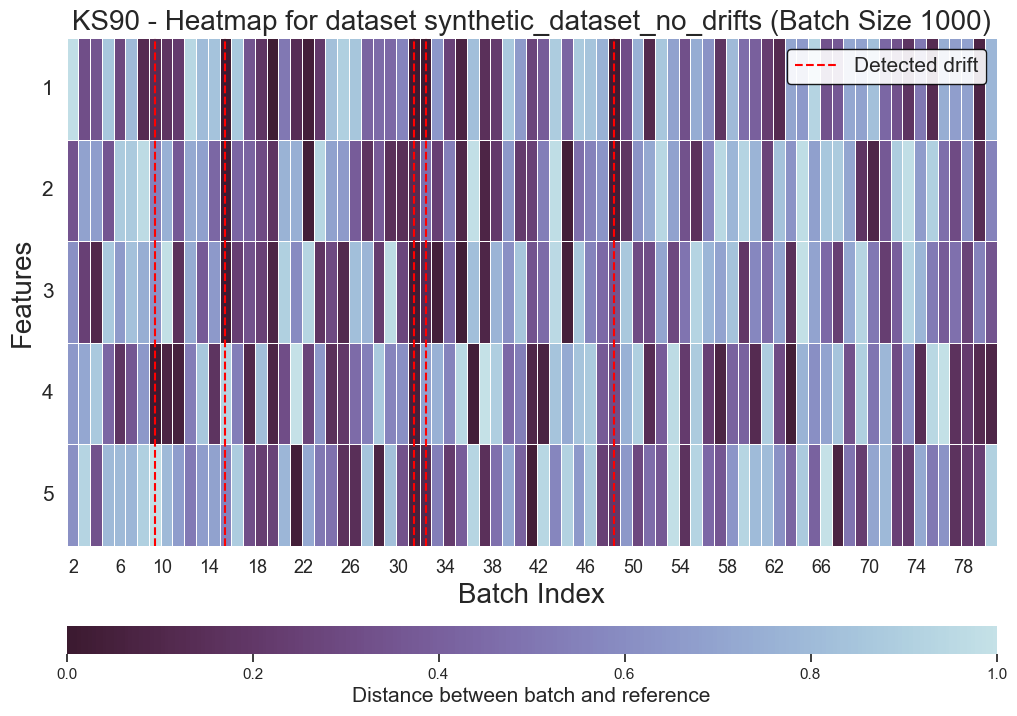 KS90 - Heatmap for dataset synthetic_dataset_no_drifts (Batch Size 1000)
Detected drift
Features
1
2
3
4
5
2 6 10 14 18 22 26 30 34 38 42 46 50 54 58 62 66 70 74 78
Batch Index
0.0 0.2 0.4 0.6 0.8 1.0
Distance between batch and reference